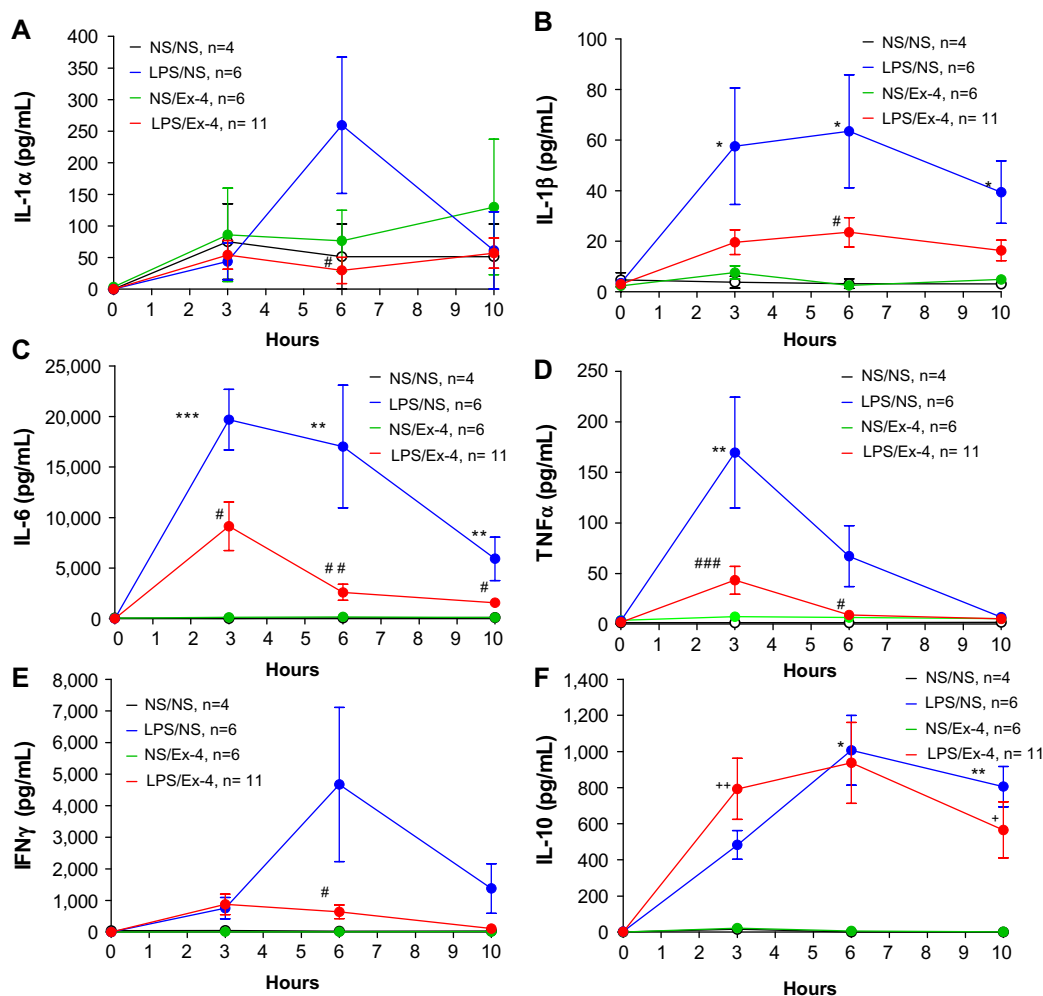 A
NS/NS, n=4
LPS/NS, n=6
NS/Ex-4, n=6
LPS/Ex-4, n= 11
IL-1α (pg/mL)
400
350
300
250
200
150
100
50
0
#
0 1 2 3 4 5 6 7 8 9 10
Hours
B
NS/NS, n=4
LPS/NS, n=6
NS/Ex-4, n=6
LPS/Ex-4, n= 11
IL-1β (pg/mL)
100
80
60
40
20
0
* * *
#
0 1 2 3 4 5 6 7 8 9 10
Hours
C
NS/NS, n=4
LPS/NS, n=6
NS/Ex-4, n=6
LPS/Ex-4, n= 11
IL-6 (pg/mL)
25,000
20,000
15,000
10,000
5,000
0
*** ** **
# # # #
0 1 2 3 4 5 6 7 8 9 10
Hours
D
NS/NS, n=4
LPS/NS, n=6
NS/Ex-4, n=6
LPS/Ex-4, n= 11
TNFα (pg/mL)
250
200
150
100
50
0
**
### #
0 1 2 3 4 5 6 7 8 9 10
Hours
E
NS/NS, n=4
LPS/NS, n=6
NS/Ex-4, n=6
LPS/Ex-4, n= 11
IFNγ (pg/mL)
8,000
7,000
6,000
5,000
4,000
3,000
2,000
1,000
0
#
0 1 2 3 4 5 6 7 8 9 10
Hours
F
NS/NS, n=4
LPS/NS, n=6
NS/Ex-4, n=6
LPS/Ex-4, n= 11
IL-10 (pg/mL)
1,400
1,200
1,000
800
600
400
200
0
++ * ** +
0 1 2 3 4 5 6 7 8 9 10
Hours